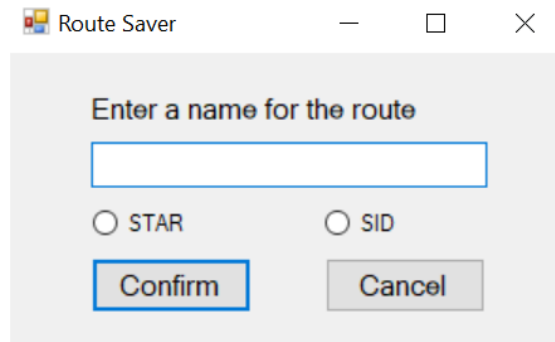 Route Saver
Enter a name for the route
STAR SID
Confirm Cancel